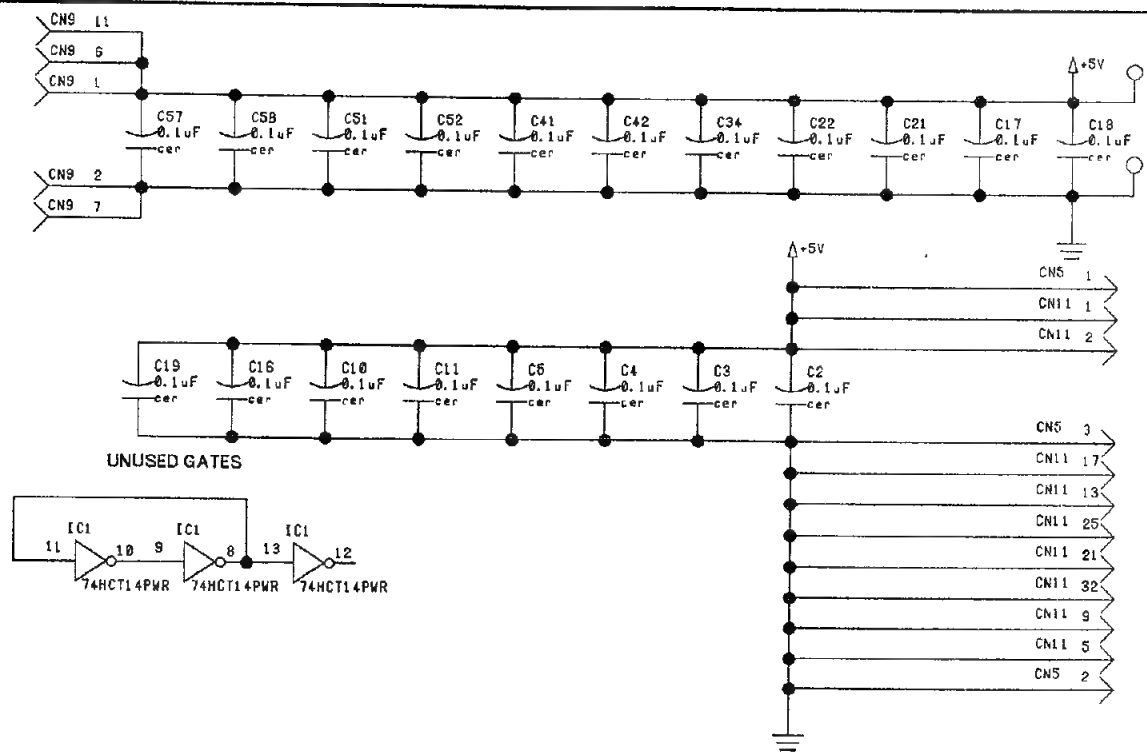 CN9 11
CN9 6
CN9 1
+5V
C57 0.1uF cer
C58 0.1uF cer
C51 0.1uF cer
C52 0.1uF cer
C41 0.1uF cer
C42 0.1uF cer
C34 0.1uF cer
C22 0.1uF cer
C21 0.1uF cer
C17 0.1uF cer
C18 0.1uF cer
CN9 2
CN9 7
+5V
CN5 1
CN11 1
CN11 2
C19 0.1uF cer
C16 0.1uF cer
C10 0.1uF cer
C11 0.1uF cer
C4 0.1uF cer
C3 0.1uF cer
C2 0.1uF cer
CN5 3
CN11 17
CN11 13
CN11 25
CN11 21
CN11 32
CN11 9
CN11 5
CN5 2
UNUSED GATES
IC1
IC1
IC1
11 10 9 8 13 12
74HCT14PWR 74HCT14PWR 74HCT14PWR